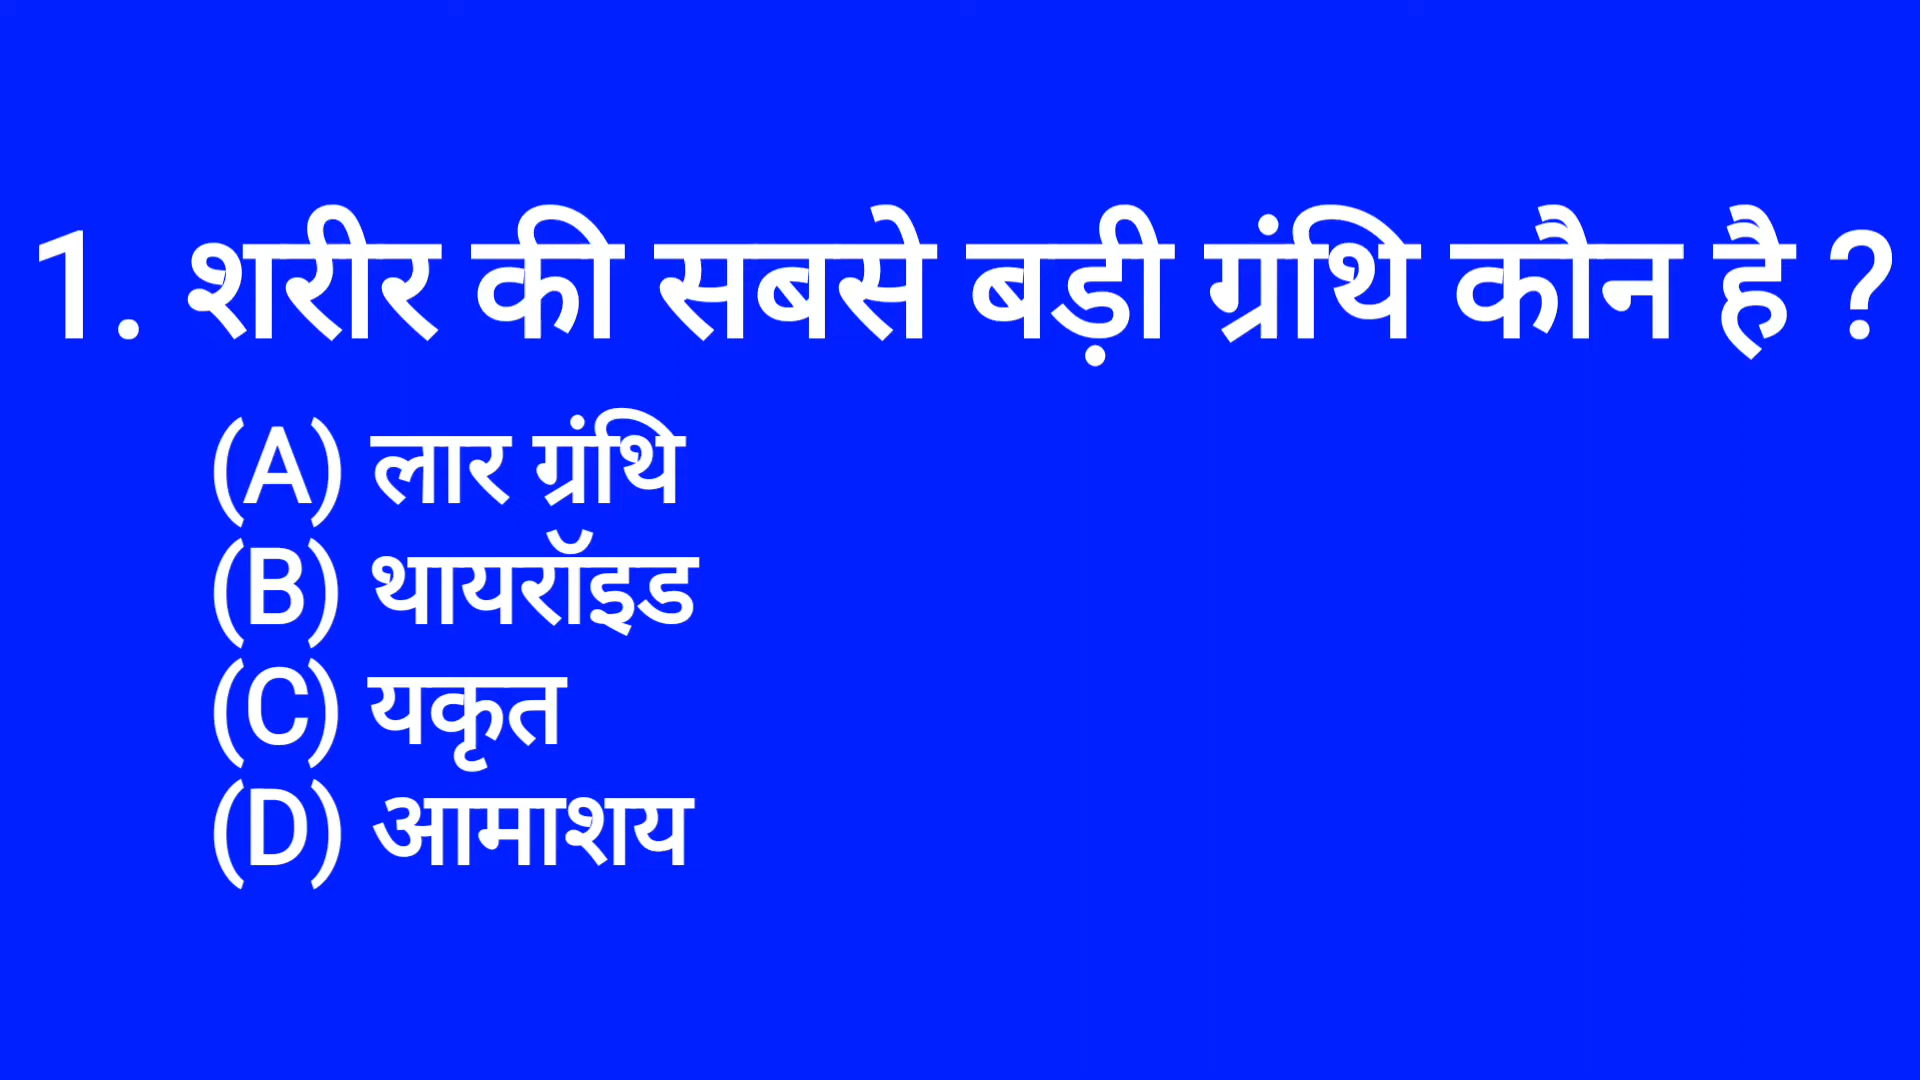 1. शरीर की सबसे बड़ी ग्रंथि कौन है ?
(A) लार ग्रंथि
(B) थायरॉइड
(C) यकृत
(D) आमाशय